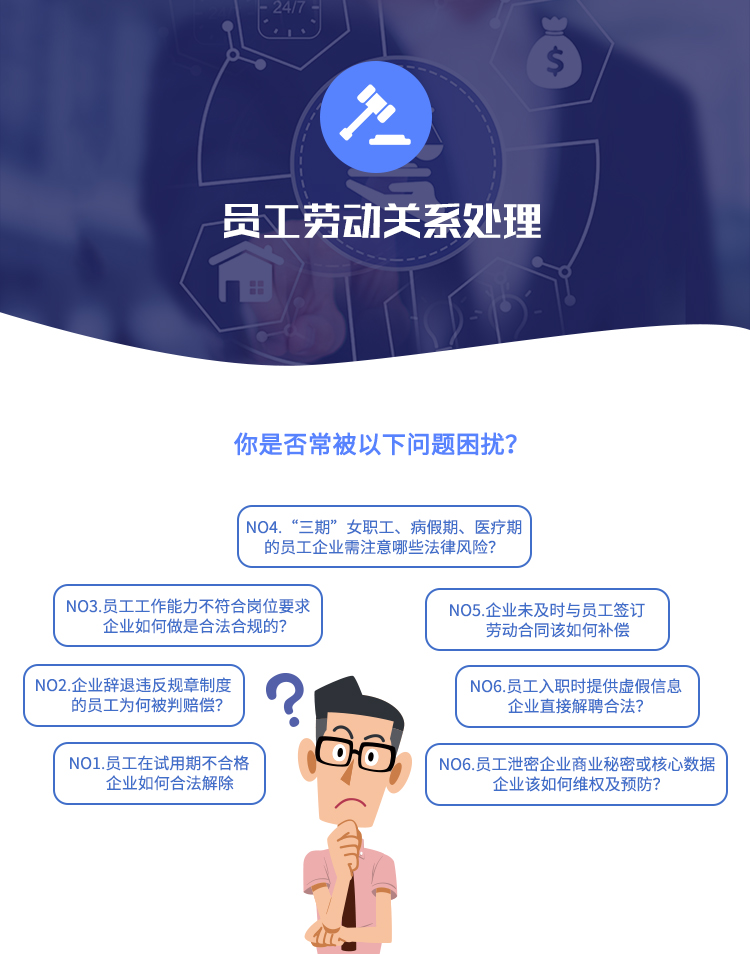 24/7
员工劳动关系处理
你是否常被以下问题困扰?
NO4.“三期”女职工、病假期、医疗期
的员工企业需注意哪些法律风险?
NO3.员工工作能力不符合岗位要求
企业如何做是合法合规的?
NO5.企业未及时与员工签订
劳动合同该如何补偿
NO2.企业辞退违反规章制度
的员工为何被判赔偿?
NO6.员工入职时提供虚假信息
企业直接解聘合法?
NO1.员工在试用期不合格
企业如何合法解除
NO6.员工泄密企业商业秘密或核心数据
企业该如何维权及预防?